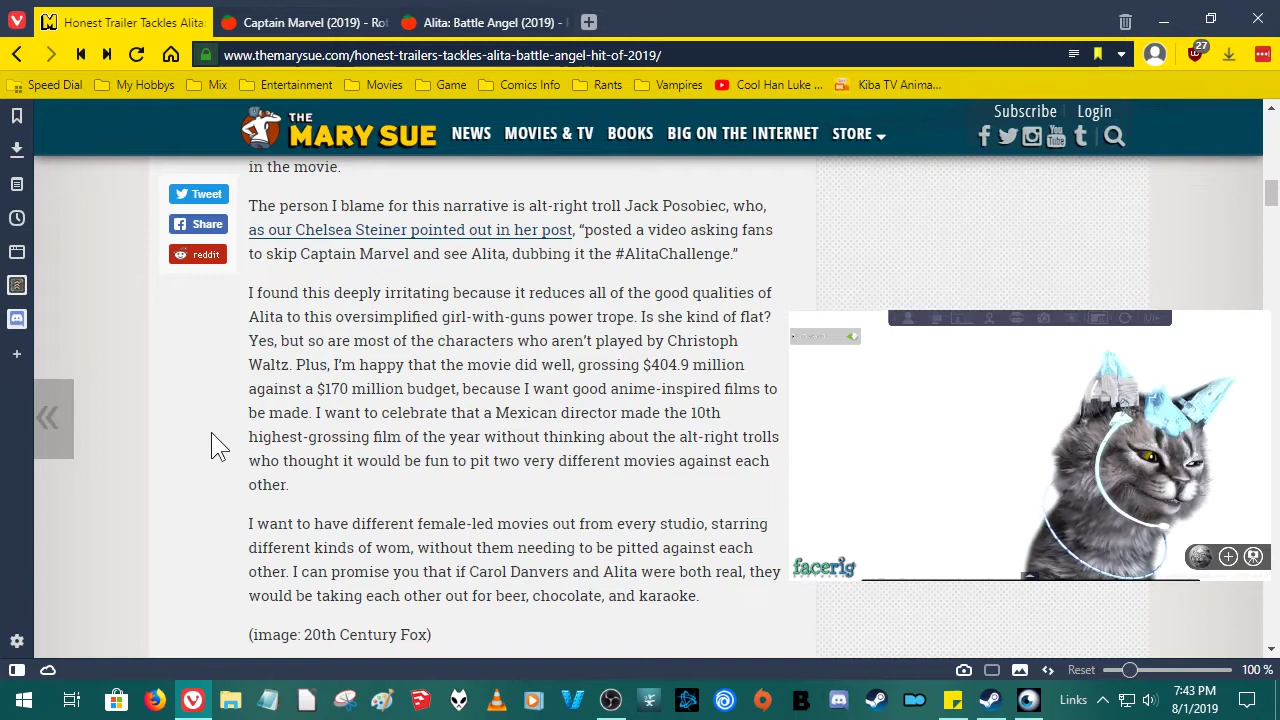 Honest Trailer Tackles Alita:
Captain Marvel (2019) - Rot
Alita: Battle Angel (2019) -
www.themarysue.com/honest-trailers-tackles-alita-battle-angel-hit-of-2019/
27
Speed Dial
My Hobbys
Mix
Entertainment
Movies
Game
Comics Info
Rants
Vampires
Cool Han Luke ...
Kiba TV Anima...
THE
MARY SUE
NEWS
MOVIES & TV
BOOKS
BIG ON THE INTERNET
STORE
Subscribe
Login
You
Tube
in the movie.
Tweet
Share
reddit
The person I blame for this narrative is alt-right troll Jack Posobiec, who,
as our Chelsea Steiner pointed out in her post, “posted a video asking fans
to skip Captain Marvel and see Alita, dubbing it the #AlitaChallenge.”
I found this deeply irritating because it reduces all of the good qualities of
Alita to this oversimplified girl-with-guns power trope. Is she kind of flat?
Yes, but so are most of the characters who aren’t played by Christoph
Waltz. Plus, I’m happy that the movie did well, grossing $404.9 million
against a $170 million budget, because I want good anime-inspired films to
be made. I want to celebrate that a Mexican director made the 10th
highest-grossing film of the year without thinking about the alt-right trolls
who thought it would be fun to pit two very different movies against each
other.
I want to have different female-led movies out from every studio, starring
different kinds of wom, without them needing to be pitted against each
other. I can promise you that if Carol Danvers and Alita were both real, they
would be taking each other out for beer, chocolate, and karaoke.
(image: 20th Century Fox)
facerig
Reset
100 %
Links
7:43 PM
8/1/2019